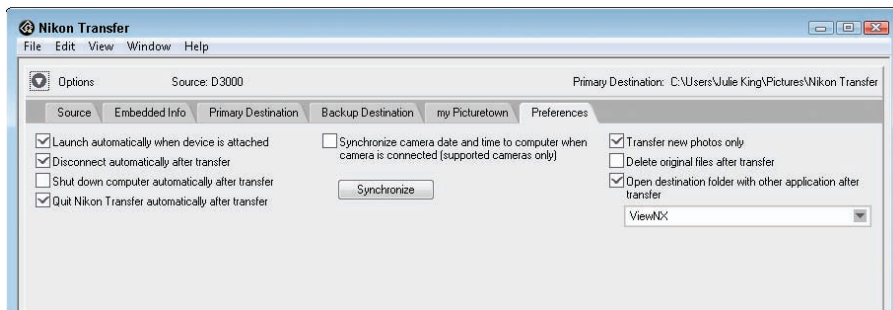 Nikon Transfer
File Edit View Window Help
Options Source: D3000 Primary Destination: C:\Users\Julie King\Pictures\Nikon Transfer
Source Embedded Info Primary Destination Backup Destination my Picturetown Preferences
Launch automatically when device is attached
Disconnect automatically after transfer
Shut down computer automatically after transfer
Quit Nikon Transfer automatically after transfer
Synchronize camera date and time to computer when
camera is connected (supported cameras only)
Synchronize
Transfer new photos only
Delete original files after transfer
Open destination folder with other application after
transfer
ViewNX